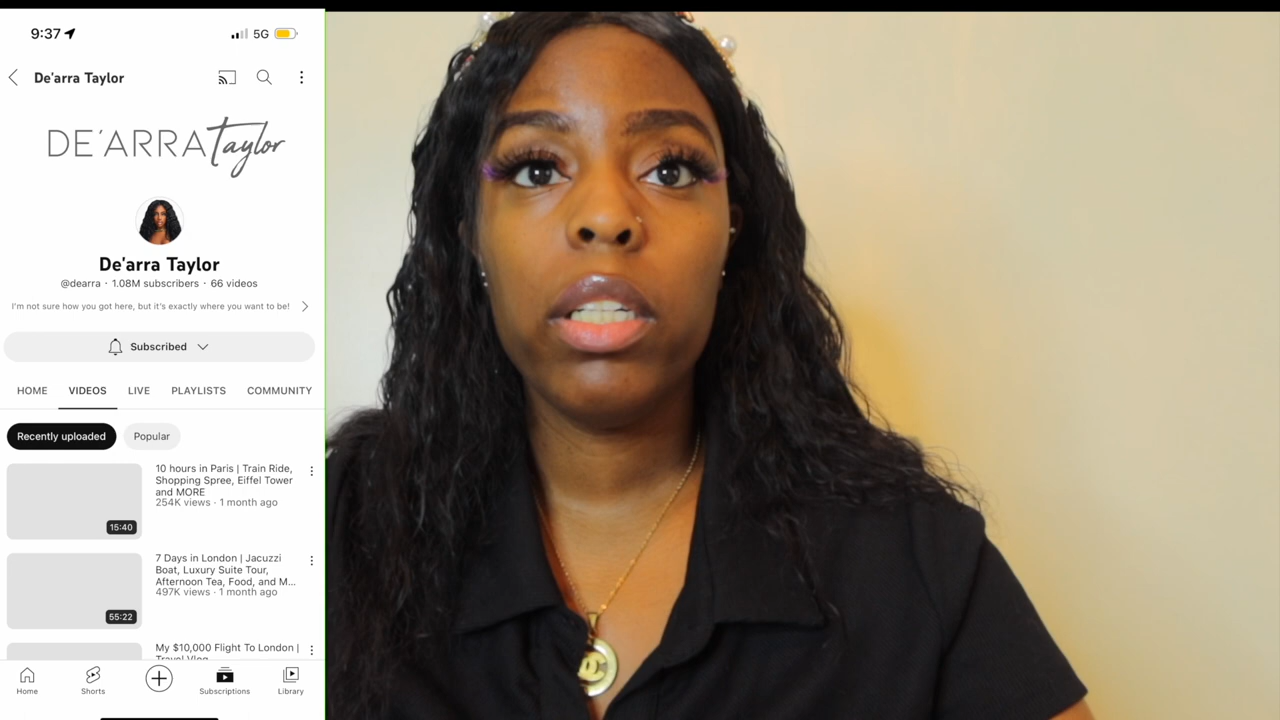 9:37
5G
De'arra Taylor
DE'ARRA Taylor
De'arra Taylor
@dearra · 1.08M subscribers · 66 videos
I'm not sure how you got here, but it's exactly where you want to be!
Subscribed
HOME VIDEOS LIVE PLAYLISTS COMMUNITY
Recently uploaded Popular
10 hours in Paris | Train Ride,
Shopping Spree, Eiffel Tower
and MORE
254K views · 1 month ago
15:40
7 Days in London | Jacuzzi
Boat, Luxury Suite Tour,
Afternoon Tea, Food, and M...
497K views · 1 month ago
55:22
My $10,000 Flight To London |
Travel Vlog
Home Shorts Subscriptions Library